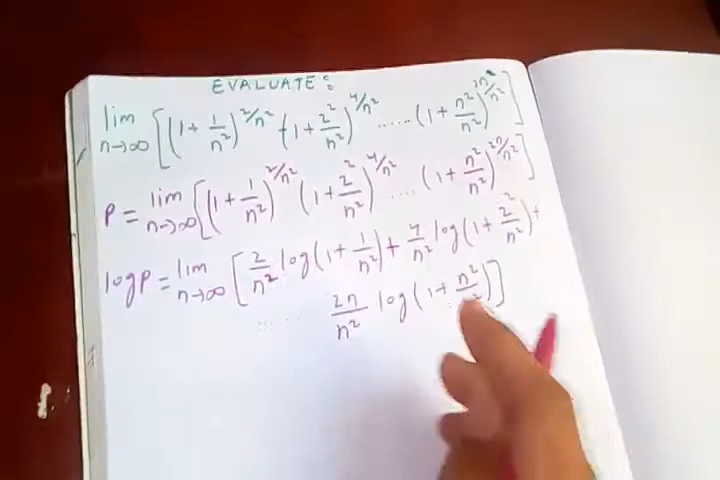 EVALUATE:
lim n→∞ [(1 + 1/n²)^(2/n²) (1 + 2²/n²)^(4/n²) ...... (1 + n²/n²)^(2n/n²)]
P = lim n→∞ [(1 + 1/n²)^(2/n²) (1 + 2²/n²)^(4/n²) .... (1 + n²/n²)^(2n/n²)]
log P = lim n→∞ [2/n² log(1 + 1/n²) + 4/n² log(1 + 2²/n²) +
...... 2n/n² log(1 + n²/n²)]